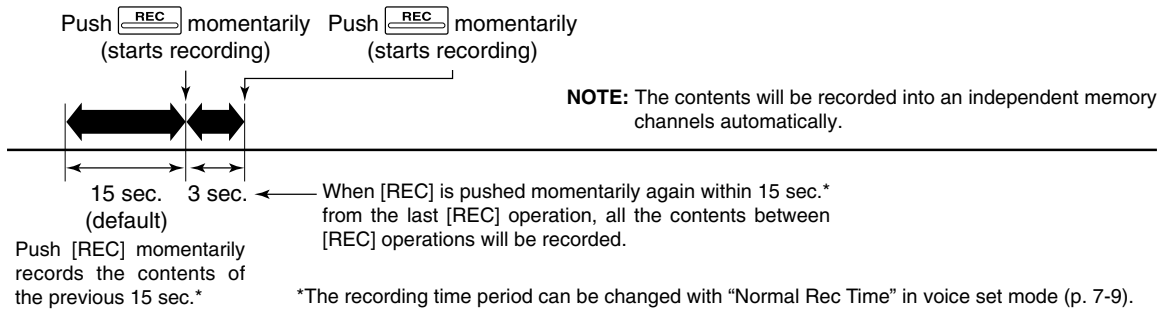 Push REC momentarily
(starts recording)
Push REC momentarily
(starts recording)
NOTE: The contents will be recorded into an independent memory
channels automatically.
15 sec.
(default)
3 sec.
When [REC] is pushed momentarily again within 15 sec.*
from the last [REC] operation, all the contents between
[REC] operations will be recorded.
Push [REC] momentarily
records the contents of
the previous 15 sec.*
*The recording time period can be changed with “Normal Rec Time” in voice set mode (p. 7-9).